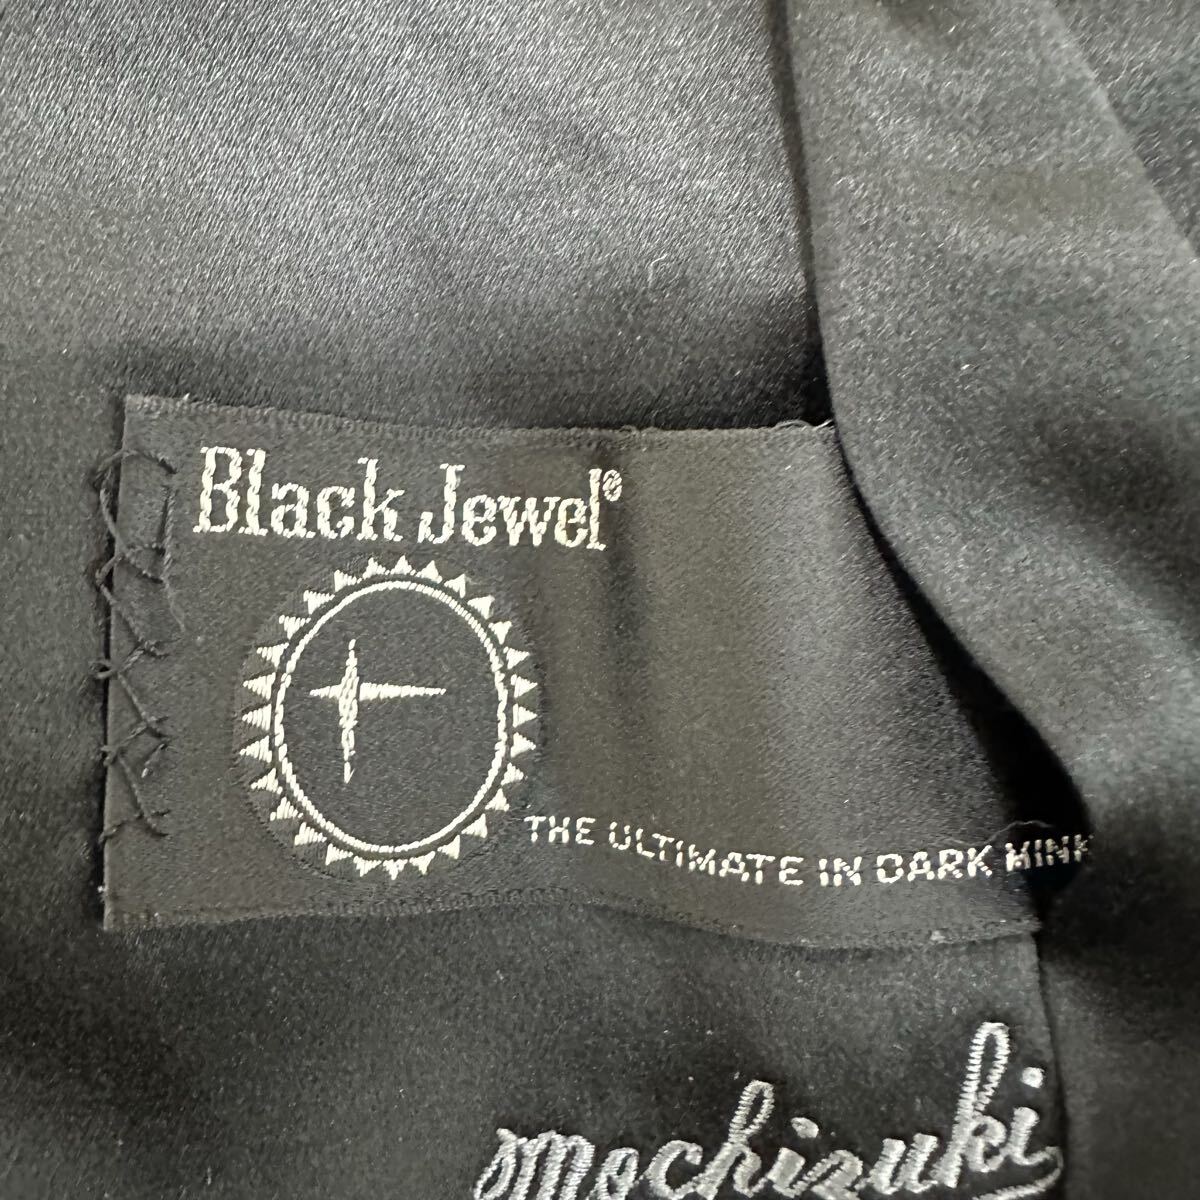 Black Jewel®
THE ULTIMATE IN DARK MINK
Mochizuki